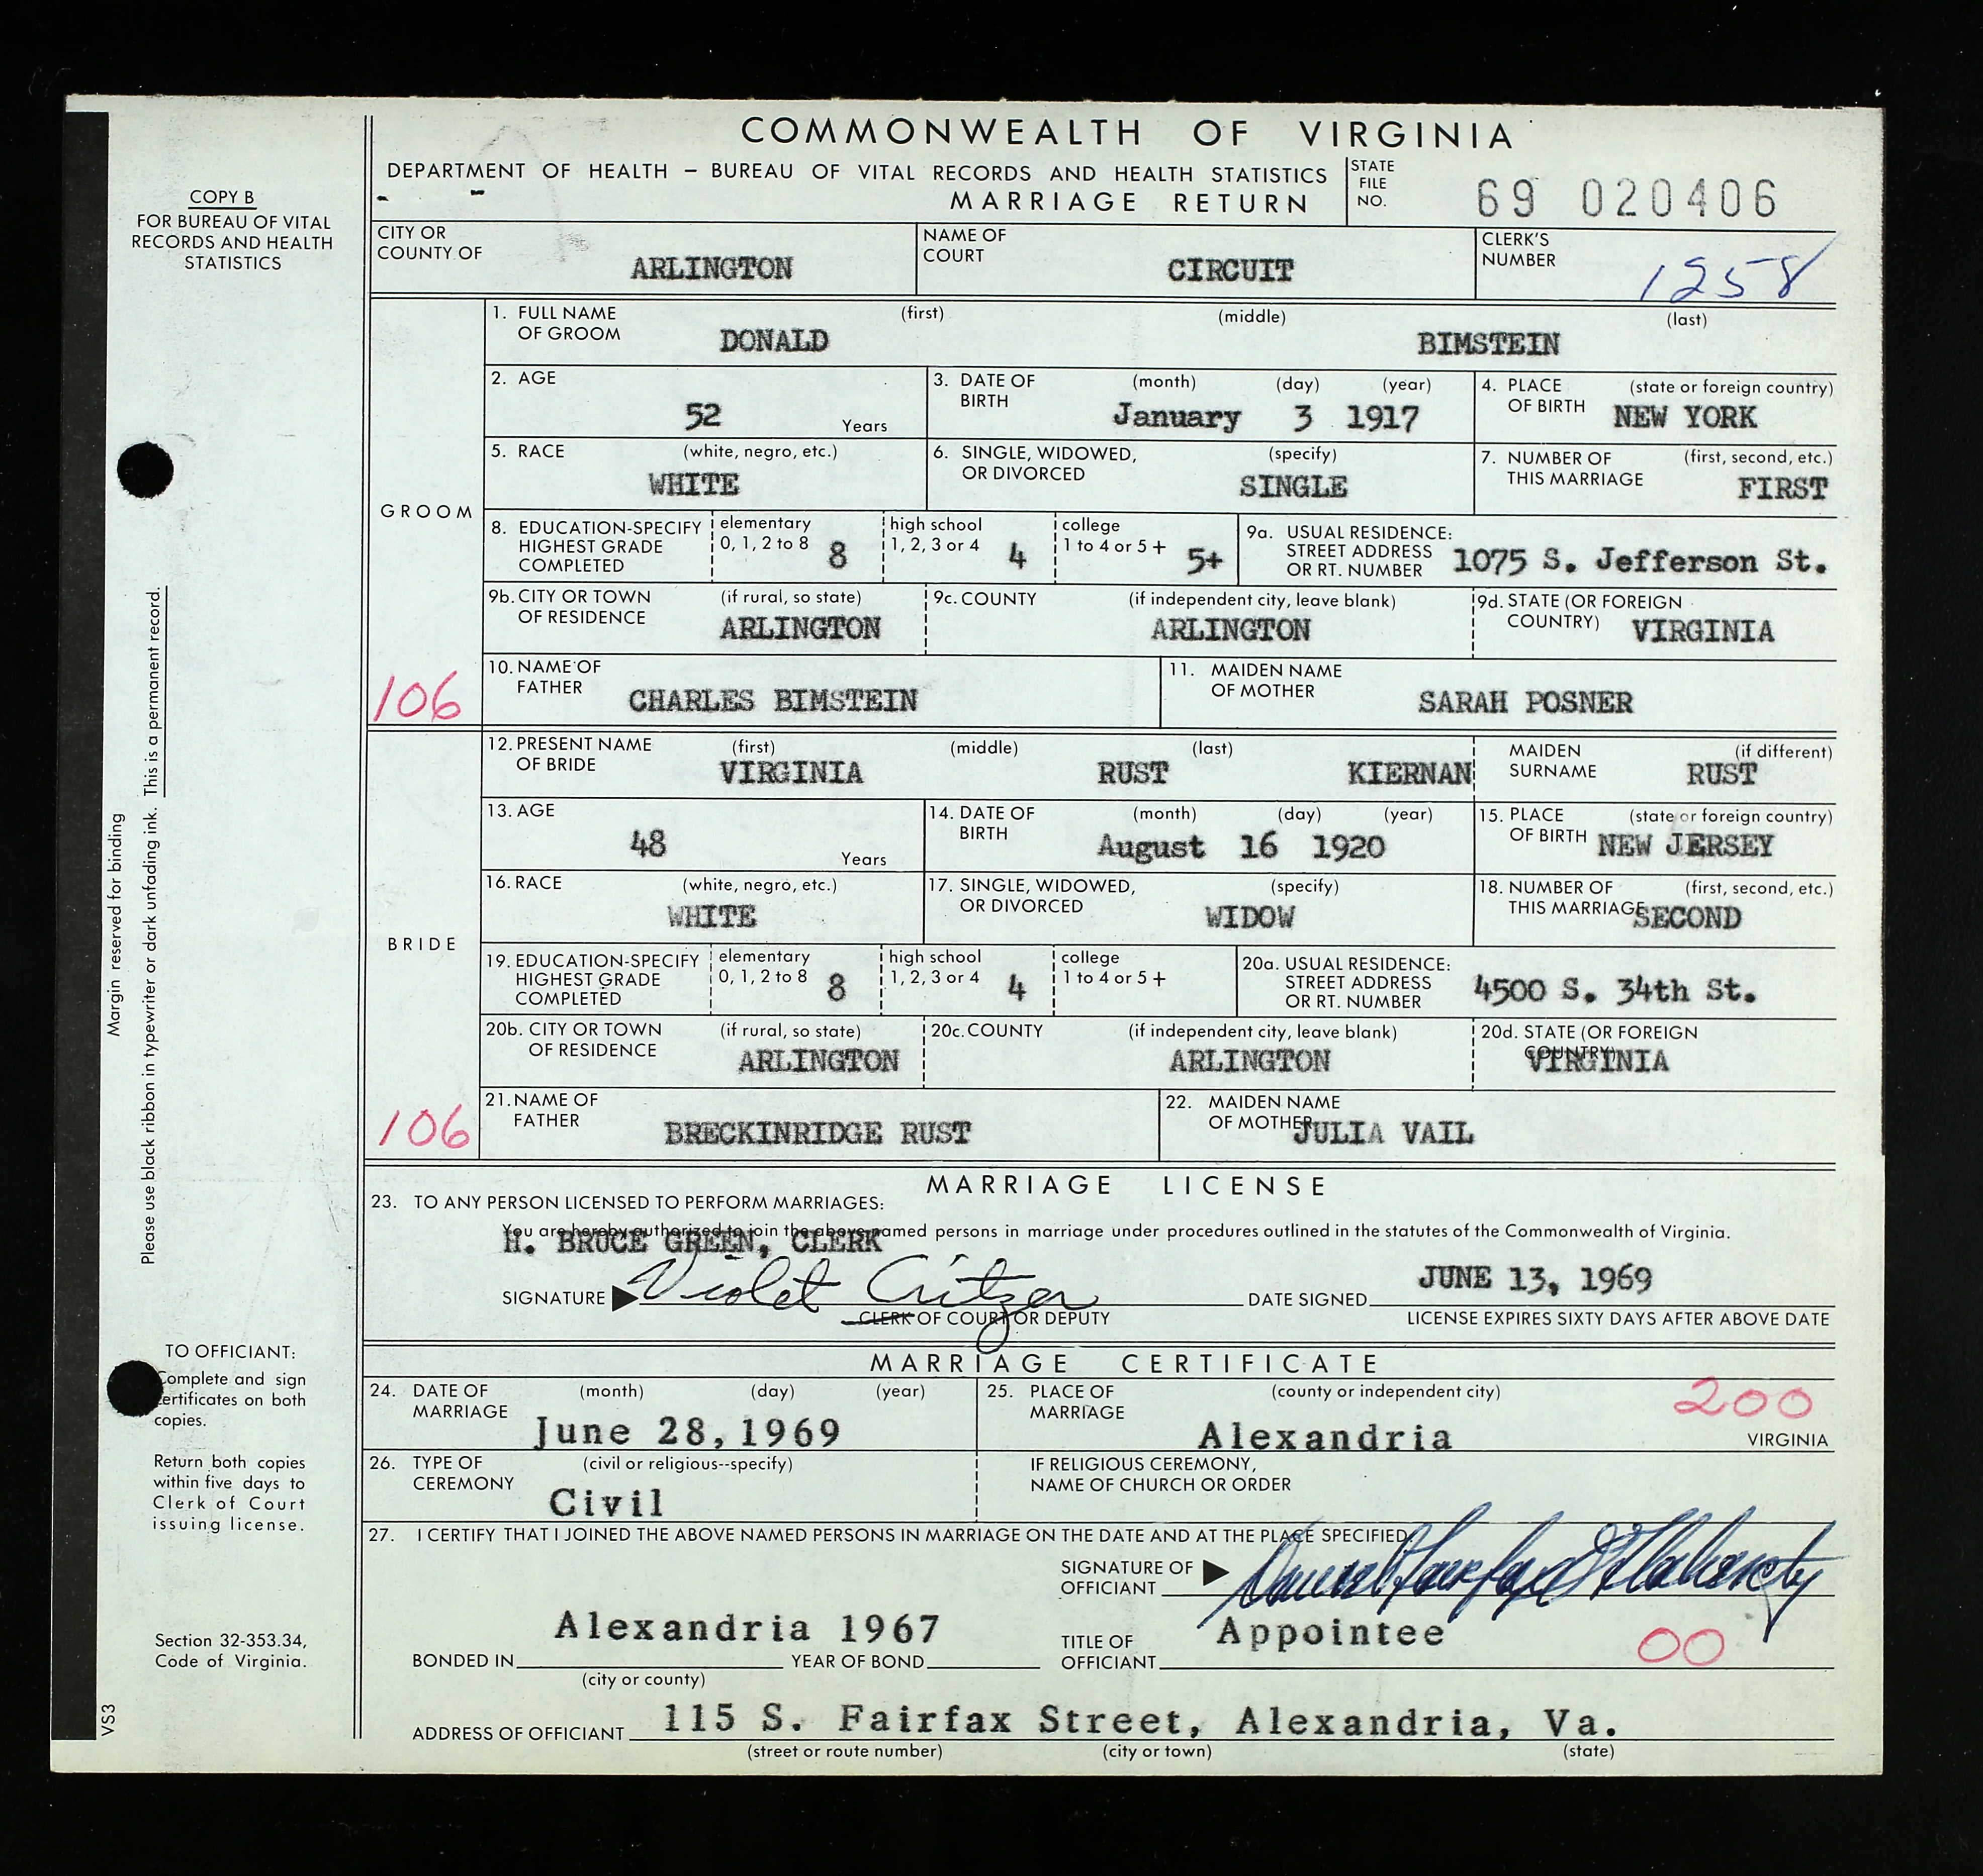 COMMONWEALTH OF VIRGINIA
DEPARTMENT OF HEALTH – BUREAU OF VITAL RECORDS AND HEALTH STATISTICS
MARRIAGE RETURN
STATE FILE NO. 69 020406
COPY B
FOR BUREAU OF VITAL
RECORDS AND HEALTH
STATISTICS
CITY OR COUNTY OF ARLINGTON
NAME OF COURT CIRCUIT
CLERK'S NUMBER 1258
GROOM
106
1. FULL NAME OF GROOM (first) (middle) (last)
DONALD BIMSTEIN
2. AGE 52 Years
3. DATE OF BIRTH (month) (day) (year)
January 3 1917
4. PLACE OF BIRTH (state or foreign country)
NEW YORK
5. RACE (white, negro, etc.)
WHITE
6. SINGLE, WIDOWED, OR DIVORCED (specify)
SINGLE
7. NUMBER OF THIS MARRIAGE (first, second, etc.)
FIRST
8. EDUCATION-SPECIFY HIGHEST GRADE COMPLETED
elementary 0, 1, 2 to 8 8
high school 1, 2, 3 or 4 4
college 1 to 4 or 5+ 5+
9a. USUAL RESIDENCE: STREET ADDRESS OR RT. NUMBER 1075 S. Jefferson St.
9b. CITY OR TOWN OF RESIDENCE (if rural, so state)
ARLINGTON
9c. COUNTY (if independent city, leave blank)
ARLINGTON
9d. STATE (OR FOREIGN COUNTRY) VIRGINIA
10. NAME OF FATHER CHARLES BIMSTEIN
11. MAIDEN NAME OF MOTHER SARAH POSNER
BRIDE
106
12. PRESENT NAME OF BRIDE (first) (middle) (last)
VIRGINIA RUST KIERNAN
MAIDEN SURNAME (if different)
RUST
13. AGE 48 Years
14. DATE OF BIRTH (month) (day) (year)
August 16 1920
15. PLACE OF BIRTH (state or foreign country)
NEW JERSEY
16. RACE (white, negro, etc.)
WHITE
17. SINGLE, WIDOWED, OR DIVORCED (specify)
WIDOW
18. NUMBER OF THIS MARRIAGE (first, second, etc.)
SECOND
19. EDUCATION-SPECIFY HIGHEST GRADE COMPLETED
elementary 0, 1, 2 to 8 8
high school 1, 2, 3 or 4 4
college 1 to 4 or 5+
20a. USUAL RESIDENCE: STREET ADDRESS OR RT. NUMBER 4500 S. 34th St.
20b. CITY OR TOWN OF RESIDENCE (if rural, so state)
ARLINGTON
20c. COUNTY (if independent city, leave blank)
ARLINGTON
20d. STATE (OR FOREIGN COUNTRY)
VIRGINIA
21. NAME OF FATHER BRECKINRIDGE RUST
22. MAIDEN NAME OF MOTHER JULIA VAIL
MARRIAGE LICENSE
23. TO ANY PERSON LICENSED TO PERFORM MARRIAGES:
You are hereby authorized to join the above named persons in marriage under procedures outlined in the statutes of the Commonwealth of Virginia.
H. BRUCE GREEN, CLERK
SIGNATURE Violet Critzer
CLERK OF COURT OR DEPUTY
DATE SIGNED JUNE 13, 1969
LICENSE EXPIRES SIXTY DAYS AFTER ABOVE DATE
MARRIAGE CERTIFICATE
24. DATE OF MARRIAGE (month) (day) (year)
June 28, 1969
25. PLACE OF MARRIAGE (county or independent city)
Alexandria VIRGINIA
200
26. TYPE OF CEREMONY (civil or religious--specify)
Civil
IF RELIGIOUS CEREMONY, NAME OF CHURCH OR ORDER
27. I CERTIFY THAT I JOINED THE ABOVE NAMED PERSONS IN MARRIAGE ON THE DATE AND AT THE PLACE SPECIFIED.
SIGNATURE OF OFFICIANT Fairfax O'Flaherty
Alexandria 1967
BONDED IN YEAR OF BOND
(city or county)
TITLE OF OFFICIANT Appointee
00
ADDRESS OF OFFICIANT 115 S. Fairfax Street, Alexandria, Va.
(street or route number) (city or town) (state)
Margin reserved for binding
Please use black ribbon in typewriter or dark unfading ink. This is a permanent record.
TO OFFICIANT:
Complete and sign
certificates on both
copies.
Return both copies
within five days to
Clerk of Court
issuing license.
Section 32-353.34,
Code of Virginia.
VS3